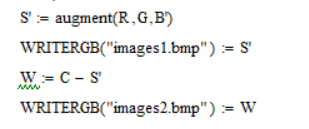 S' := augment(R,G,B')
WRITERGB("images1.bmp") := S'
W := C − S'
WRITERGB("images2.bmp") := W